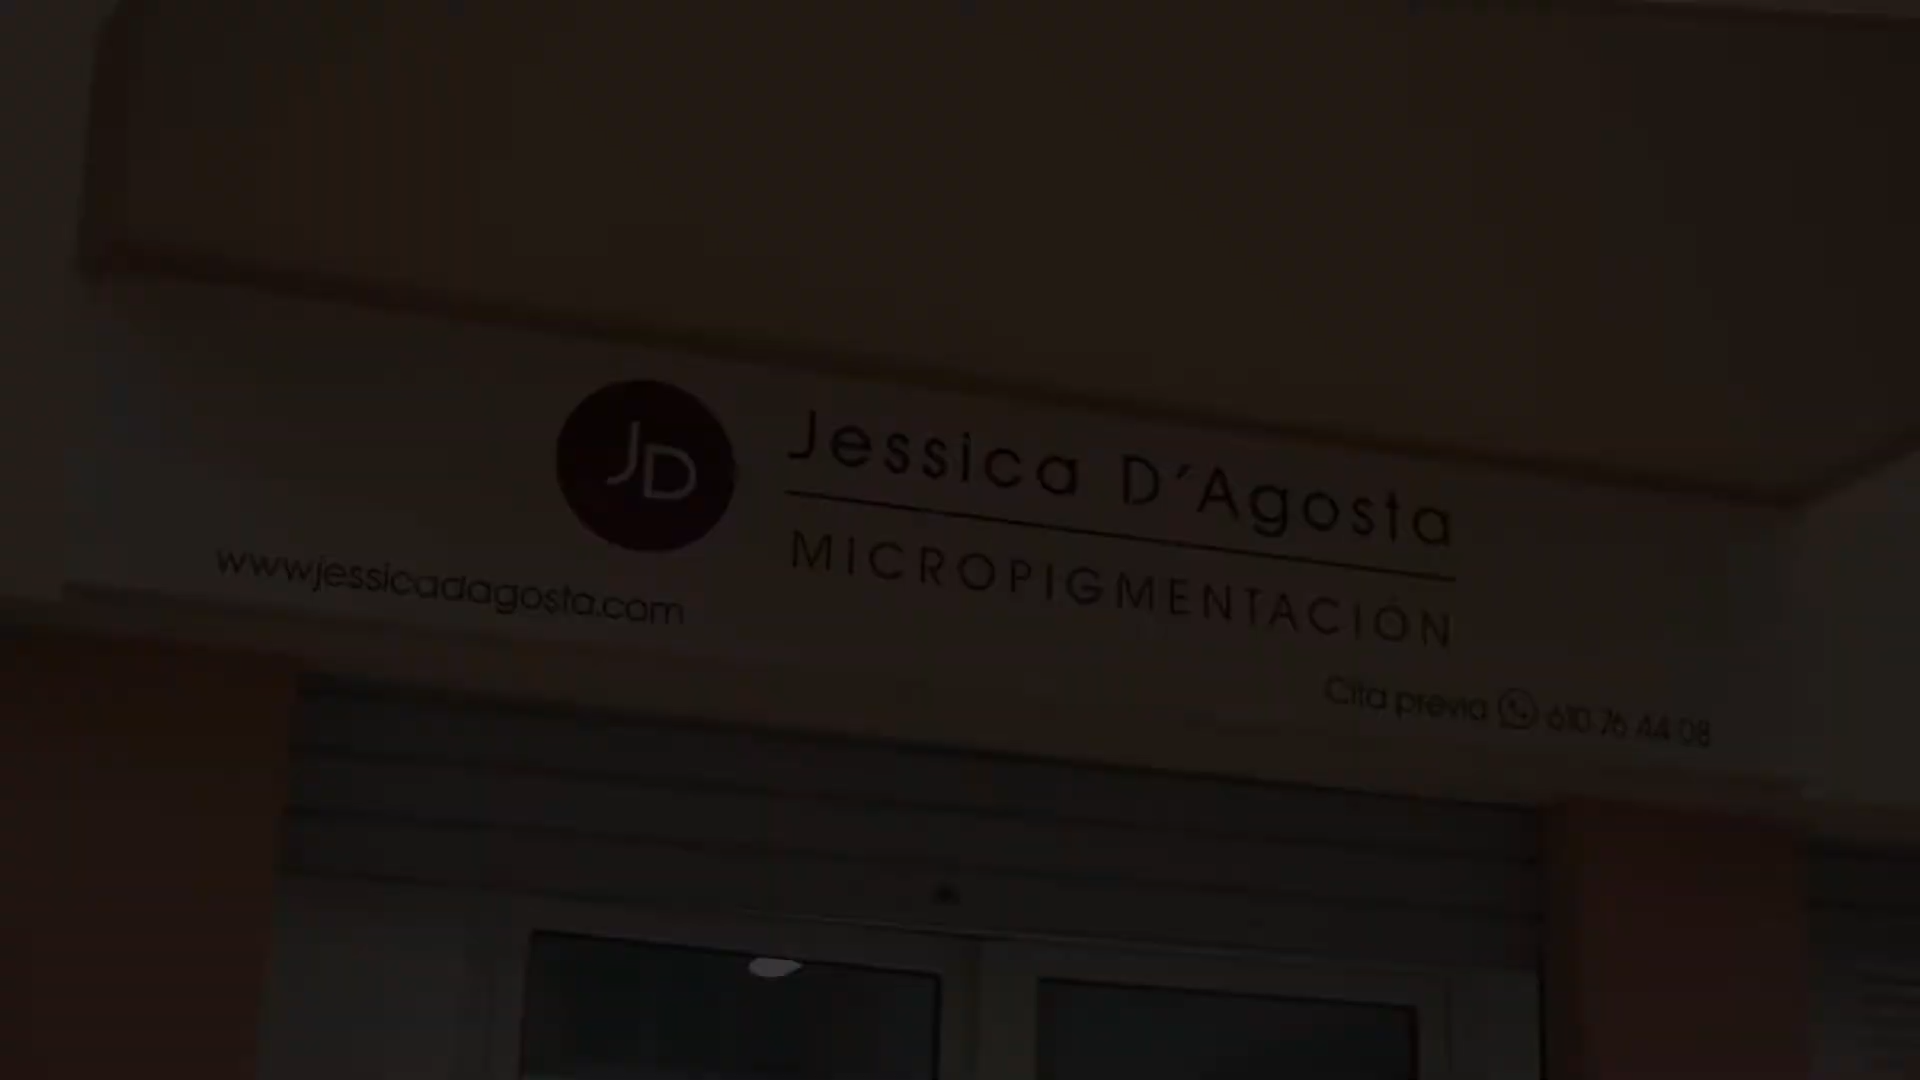 JD
Jessica D´Agosta
MICROPIGMENTACIÓN
www.jessicadagosta.com
Cita previa 610 76 44 08